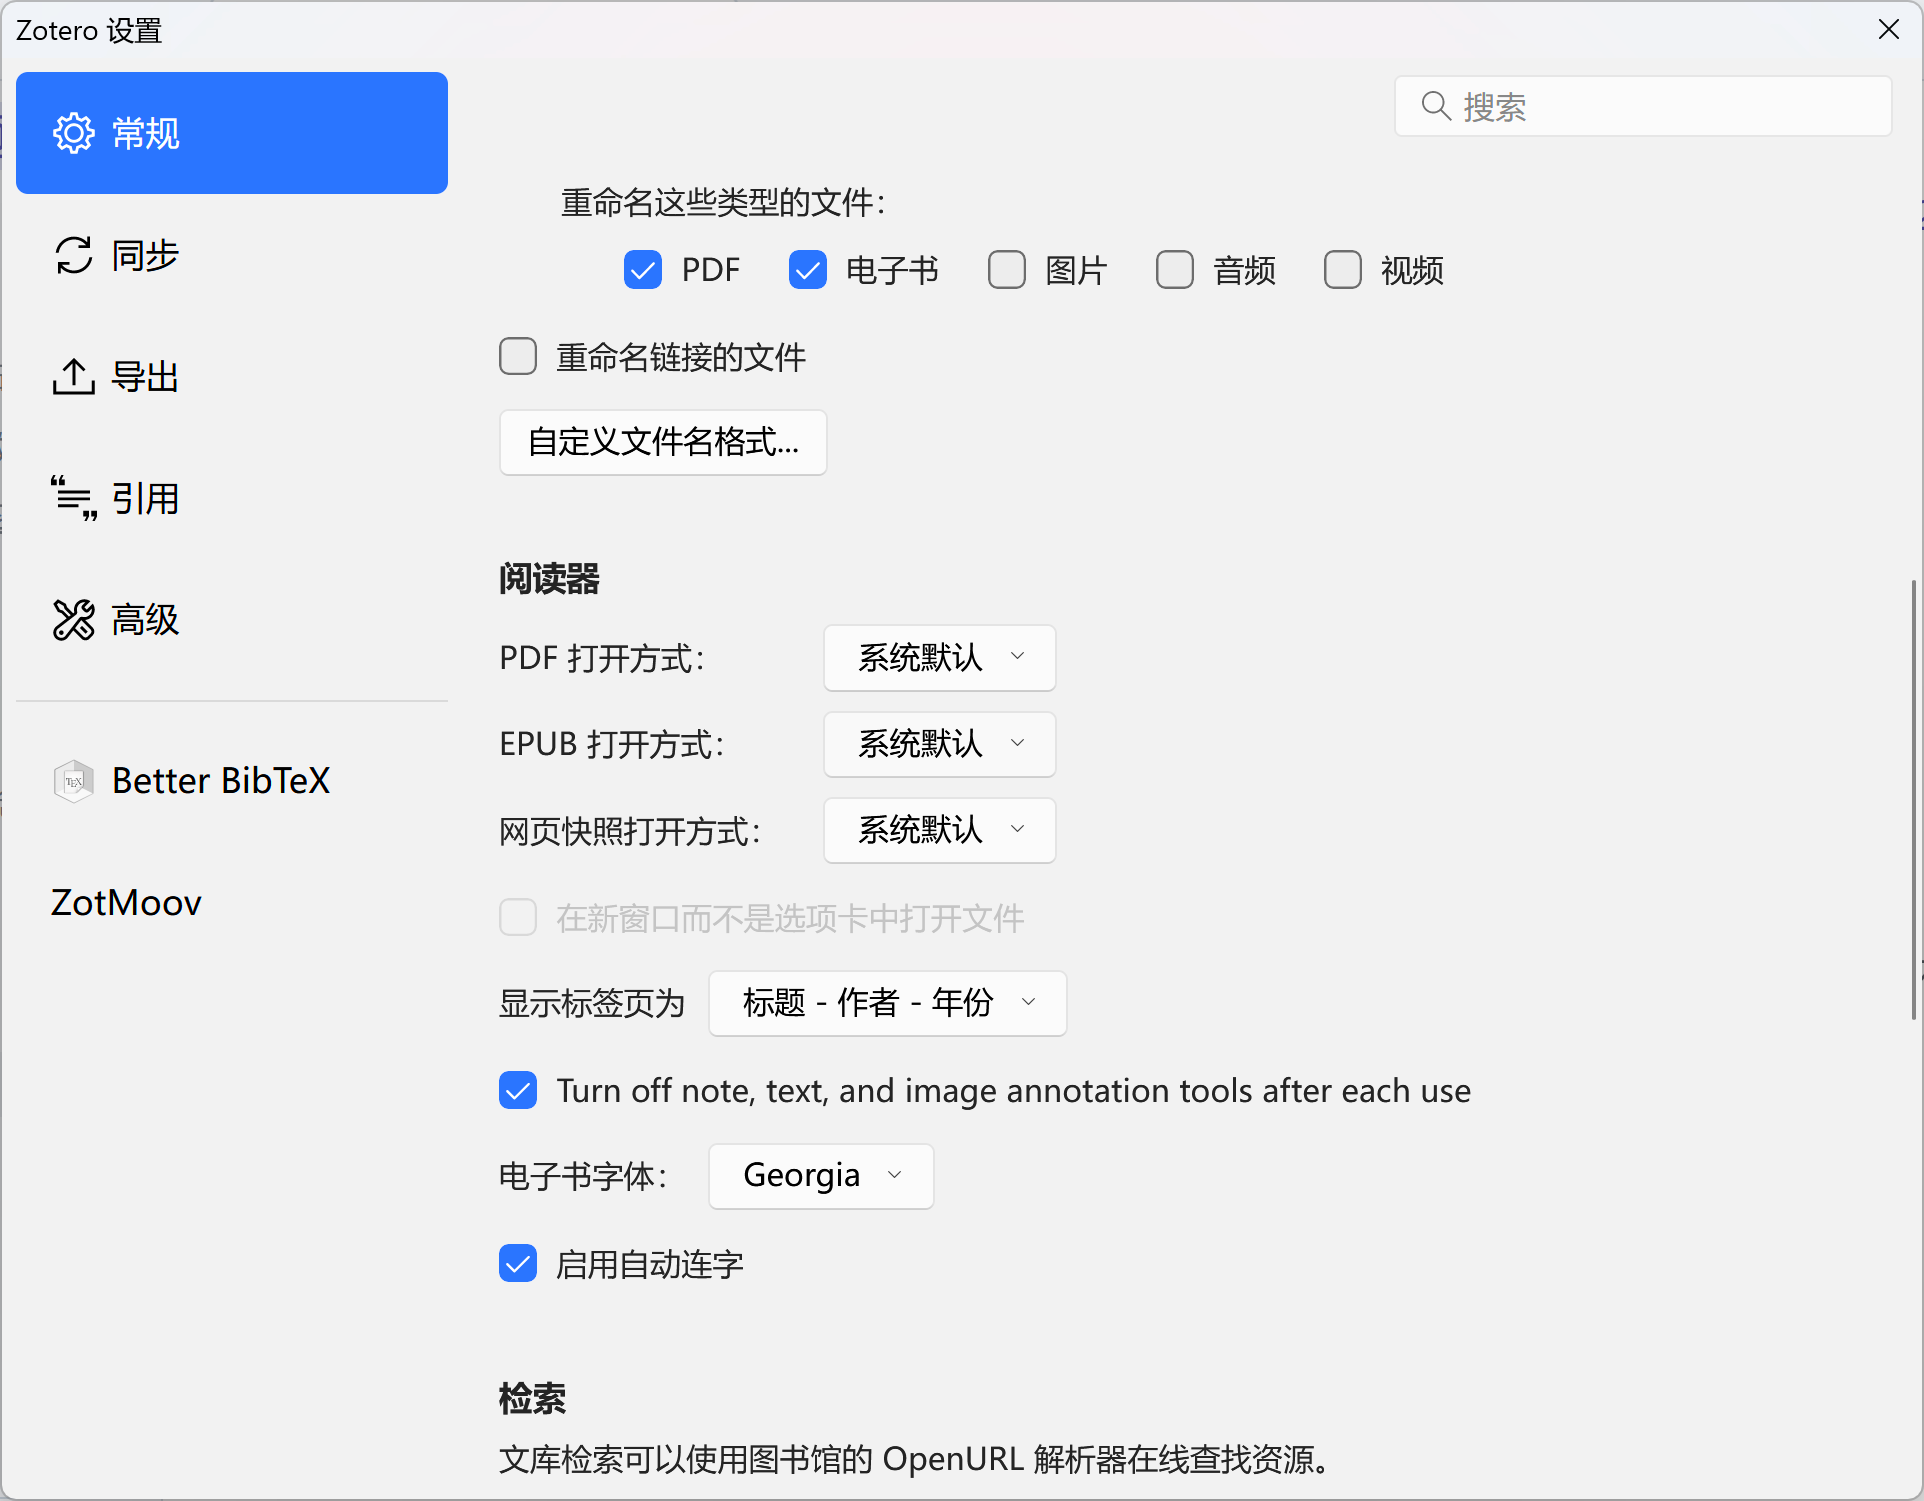 Zotero 设置
搜索
常规
同步
导出
引用
高级
Better BibTeX
ZotMoov
重命名这些类型的文件：
PDF 电子书 图片 音频 视频
重命名链接的文件
自定义文件名格式...
阅读器
PDF 打开方式： 系统默认
EPUB 打开方式： 系统默认
网页快照打开方式： 系统默认
在新窗口而不是选项卡中打开文件
显示标签页为 标题 - 作者 - 年份
Turn off note, text, and image annotation tools after each use
电子书字体： Georgia
启用自动连字
检索
文库检索可以使用图书馆的 OpenURL 解析器在线查找资源。